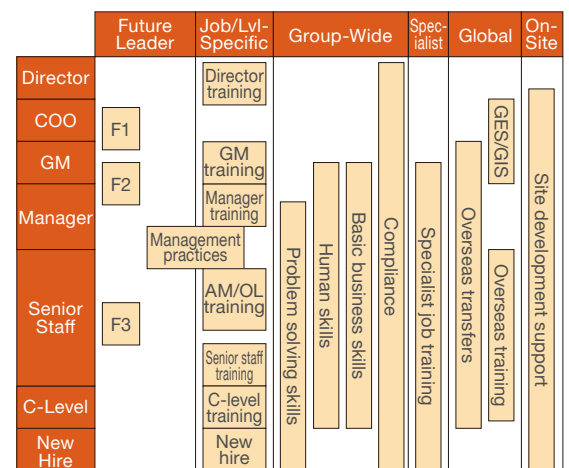 Future
Leader
Job/Lvl-
Specific
Group-Wide
Spec-
ialist
Global
On-
Site
Director
Director
training
COO
F1
GES/GIS
GM
GM
training
F2
Manager
Manager
training
Management
practices
Problem solving skills
Human skills
Basic business skills
Compliance
Specialist job training
Overseas transfers
Overseas training
Site development support
Senior
Staff
AM/OL
training
F3
Senior staff
training
C-Level
C-level
training
New
Hire
New
hire